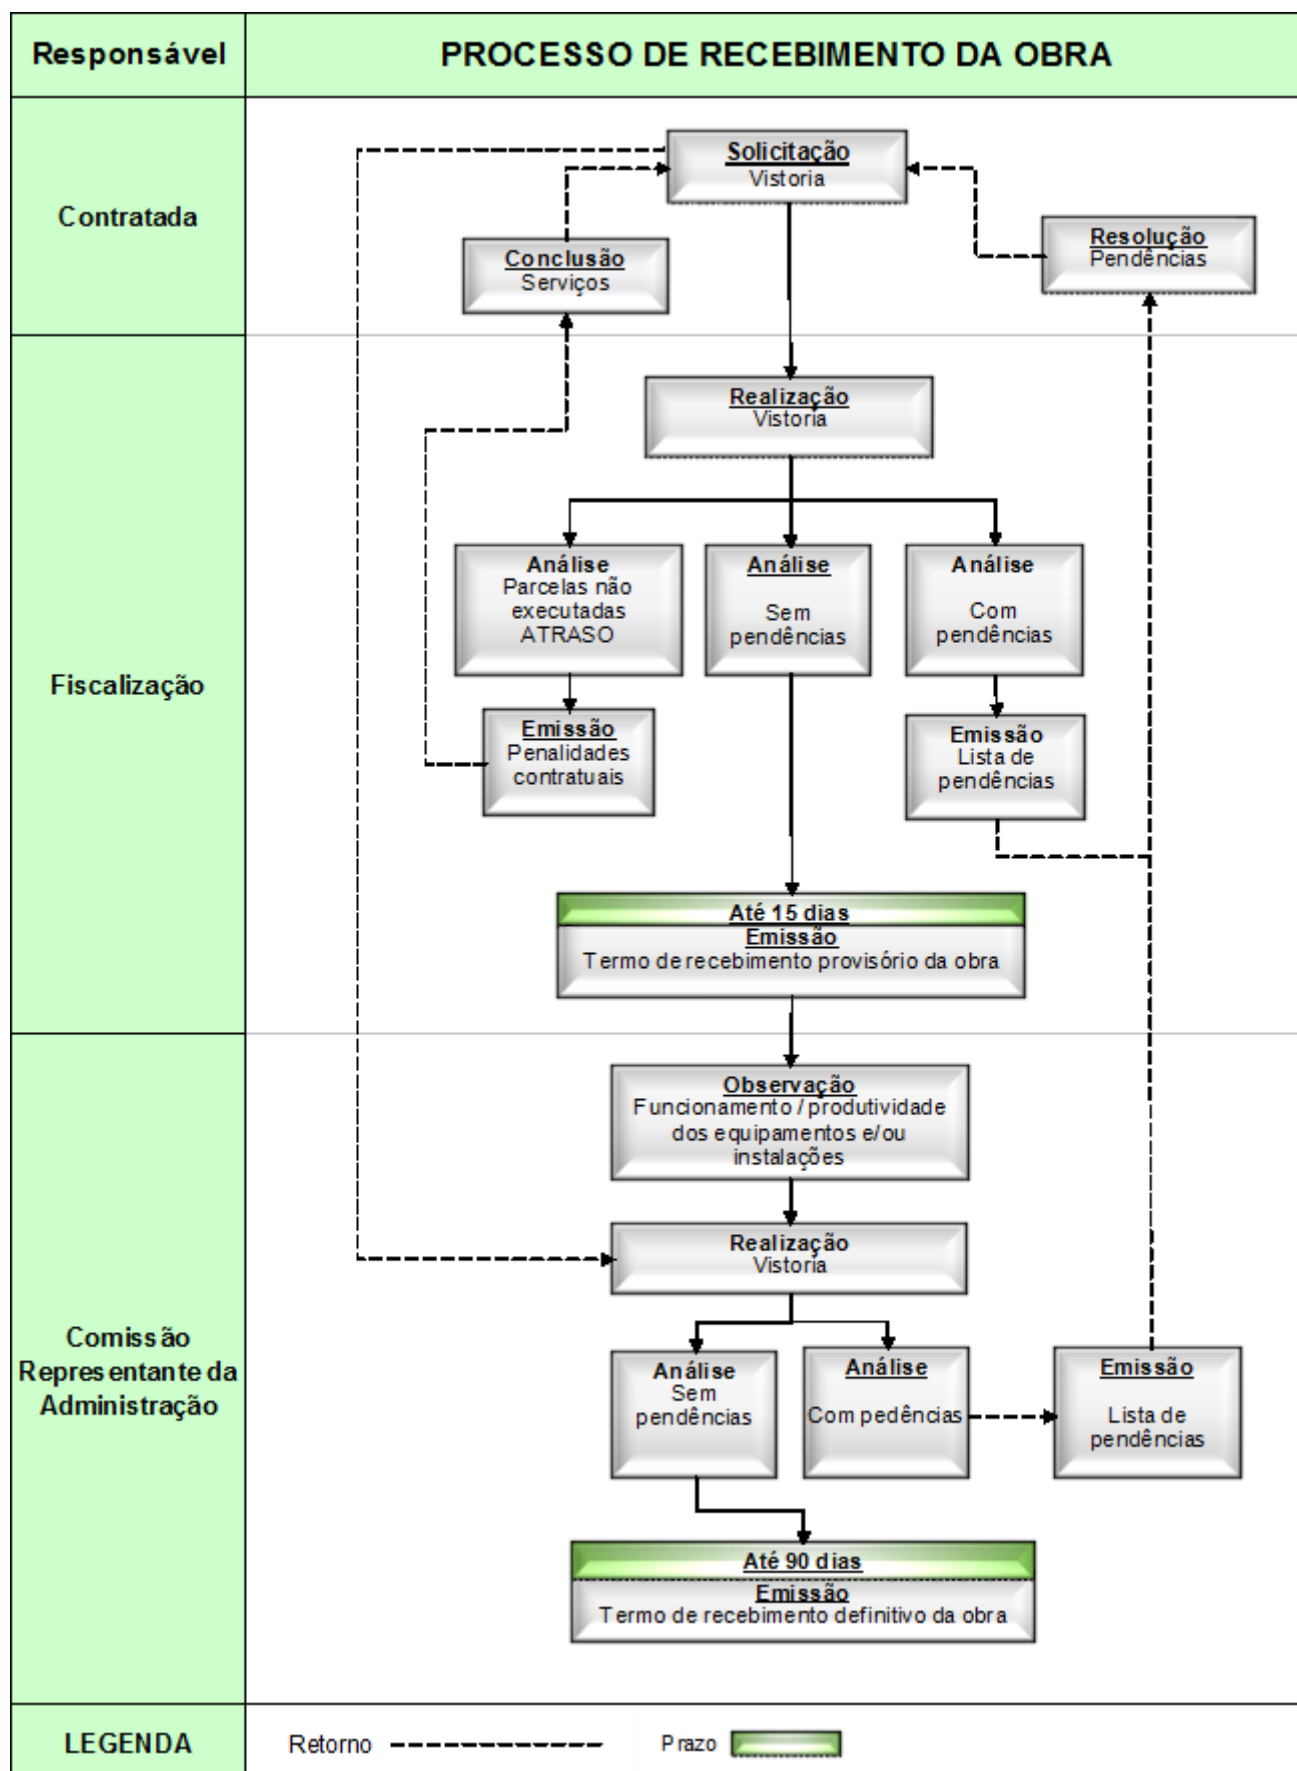 Responsável
PROCESSO DE RECEBIMENTO DA OBRA
Contratada
Solicitação
Vistoria
Conclusão
Serviços
Resolução
Pendências
Fiscalização
Realização
Vistoria
Análise
Parcelas não
executadas
ATRASO
Análise
Sem
pendências
Análise
Com
pendências
Emissão
Penalidades
contratuais
Emissão
Lista de
pendências
Até 15 dias
Emissão
Termo de recebimento provisório da obra
Comissão
Representante da
Administração
Observação
Funcionamento / produtividade
dos equipamentos e/ou
instalações
Realização
Vistoria
Análise
Sem
pendências
Análise
Com pedências
Emissão
Lista de
pendências
Até 90 dias
Emissão
Termo de recebimento definitivo da obra
LEGENDA
Retorno
Prazo